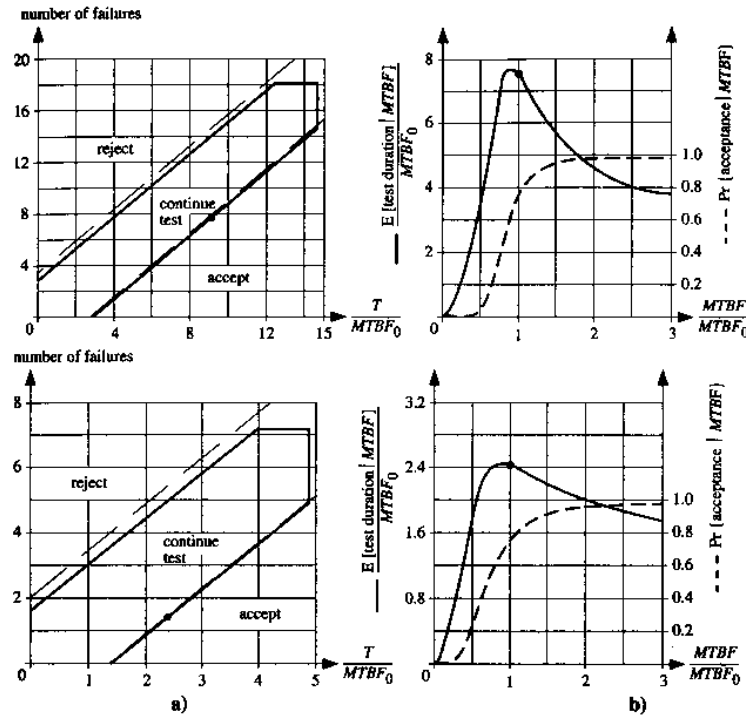 number of failures
20
18
14
12
8
4
0
4
8
12
15
reject
continue
test
accept
T
MTBF₀
E [test duration | MTBF]
MTBF₀
8
6
4
2
0
1
2
3
1.0
0.8
0.6
0.4
0.2
Pr {acceptance | MTBF}
MTBF
MTBF₀
number of failures
8
6
4
2
0
0
1
2
3
4
5
reject
continue
test
accept
T
MTBF₀
a)
E [test duration | MTBF]
MTBF₀
3.2
2.4
1.6
0.8
0
0
1
2
3
1.0
0.8
0.6
0.4
0.2
Pr {acceptance | MTBF}
MTBF
MTBF₀
b)